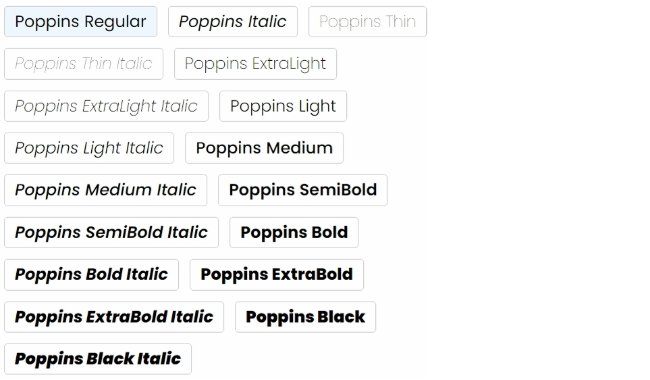 Poppins Regular Poppins Italic Poppins Thin
Poppins Thin Italic Poppins ExtraLight
Poppins ExtraLight Italic Poppins Light
Poppins Light Italic Poppins Medium
Poppins Medium Italic Poppins SemiBold
Poppins SemiBold Italic Poppins Bold
Poppins Bold Italic Poppins ExtraBold
Poppins ExtraBold Italic Poppins Black
Poppins Black Italic